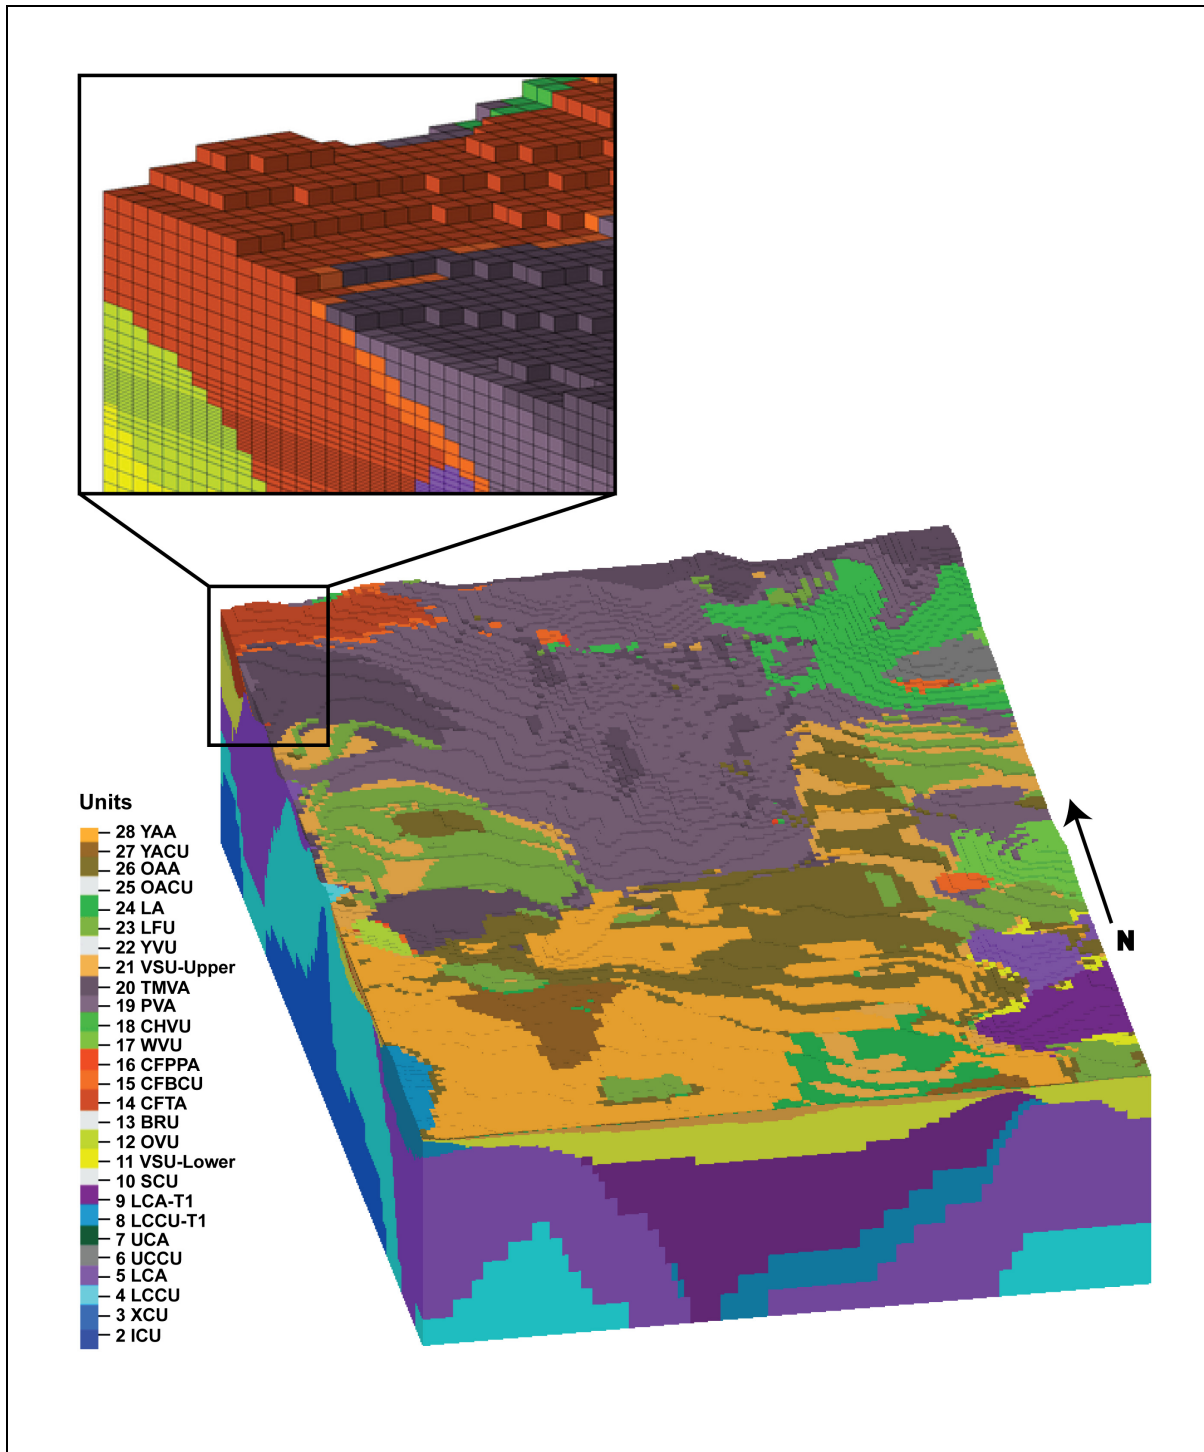 Units
28 YAA
27 YACU
26 OAA
25 OACU
24 LA
23 LFU
22 YVU
21 VSU-Upper
20 TMVA
19 PVA
18 CHVU
17 WVU
16 CFPPA
15 CFBCU
14 CFTA
13 BRU
12 OVU
11 VSU-Lower
10 SCU
9 LCA-T1
8 LCCU-T1
7 UCA
6 UCCU
5 LCA
4 LCCU
3 XCU
2 ICU
N